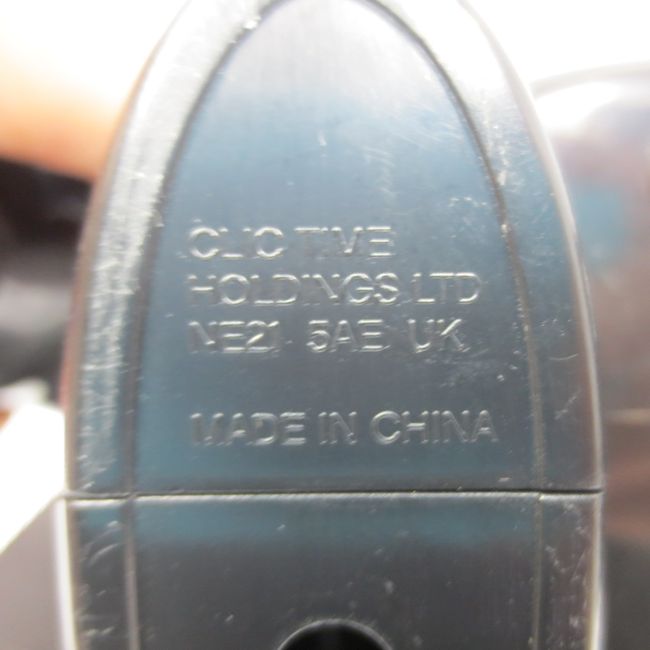 CLIC TIME
HOLDINGS LTD
NE21 5AE UK
MADE IN CHINA